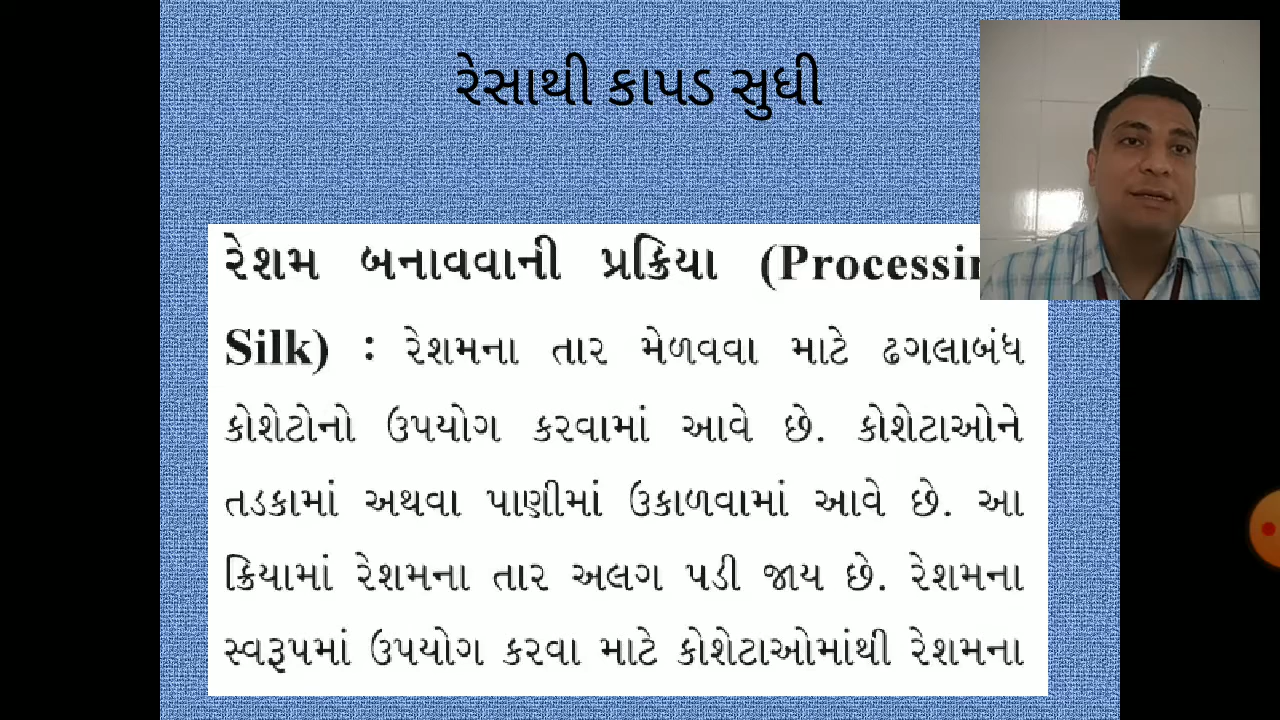 રેસાથી કાપડ સુધી
રેશમ બનાવવાની પ્રક્રિયા
Silk) : રેશમના તાર મેળવવા માટે ઢગલાબંધ
કોશેટોનો ઉપયોગ કરવામાં આવે છે. કોશેટાઓને
તડકામાં અથવા પાણીમાં ઉકાળવામાં આવે છે. આ
ક્રિયામાં રેશમના તાર અલગ પડી જાય છે. રેશમના
સ્વરૂપમાં ઉપયોગ કરવા માટે કોશેટાઓમાંથી રેશમના